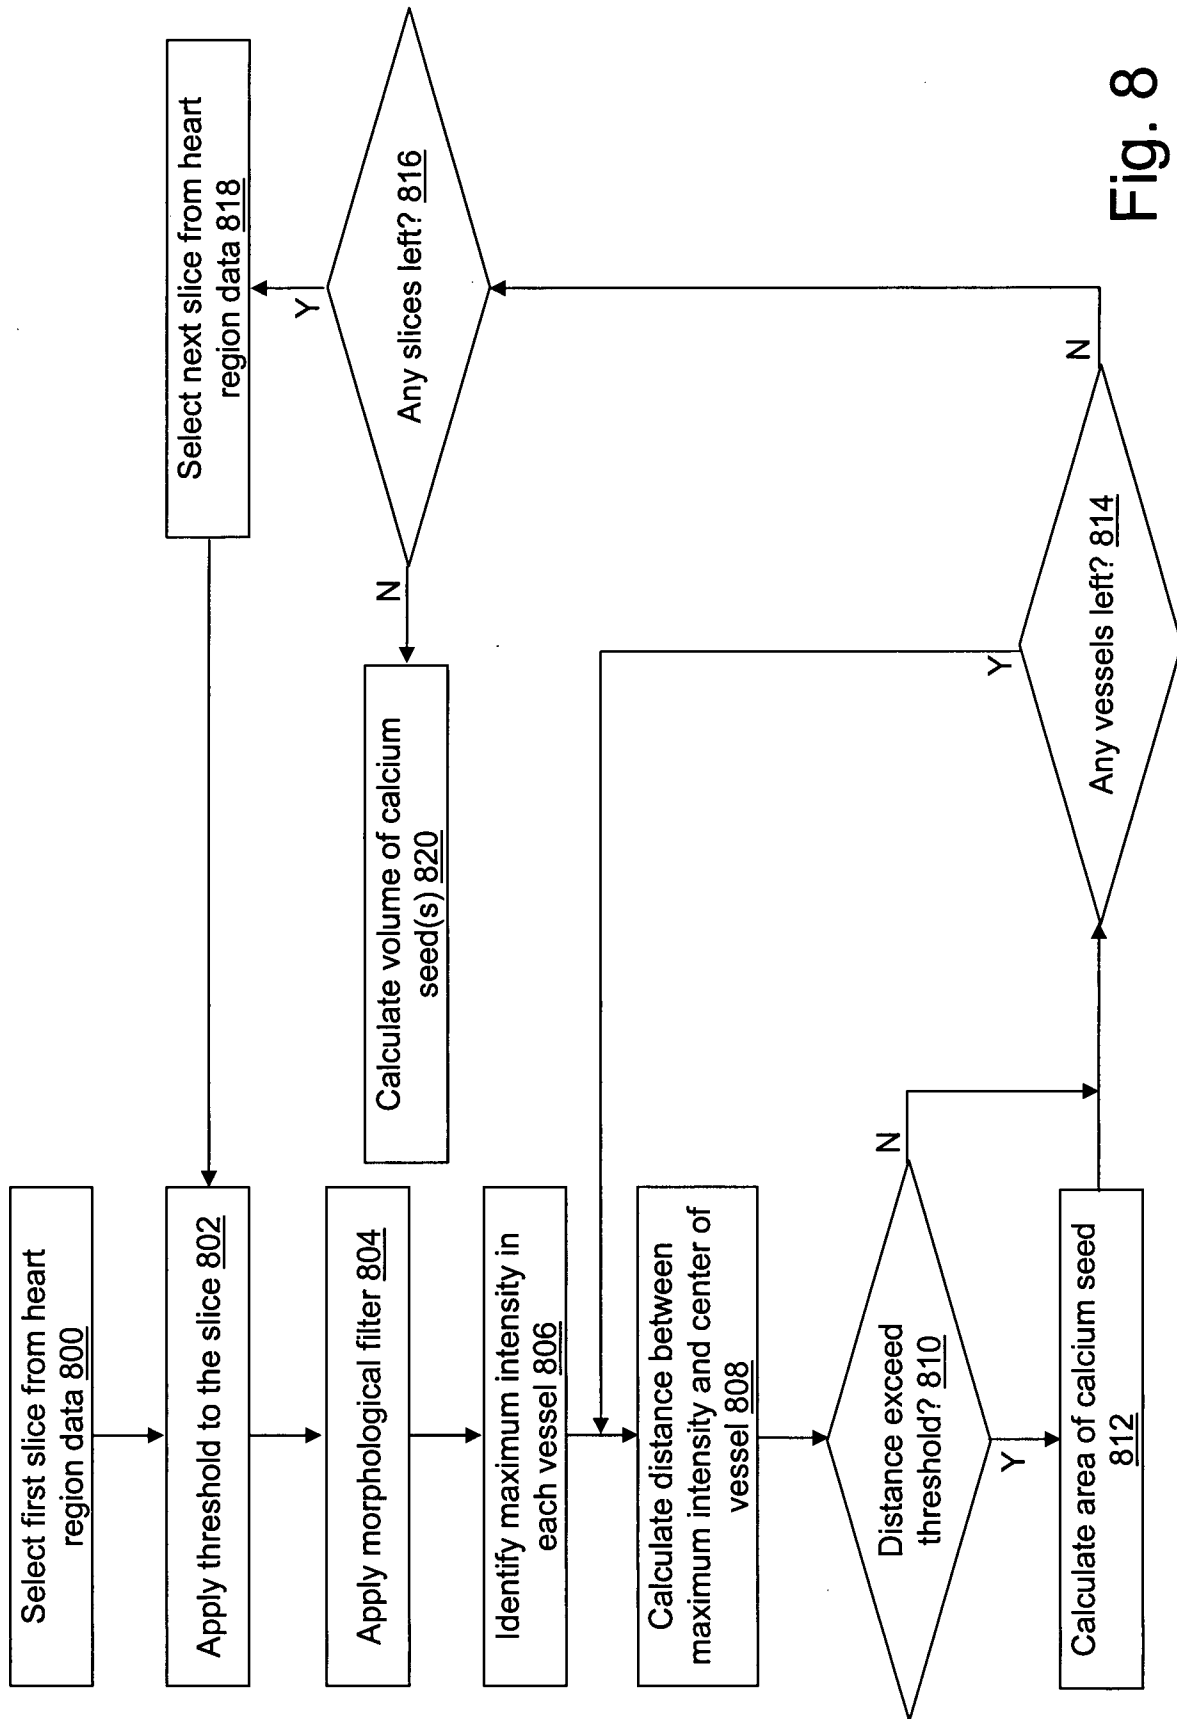 Select first slice from heart
region data 800
Apply threshold to the slice 802
Apply morphological filter 804
Identify maximum intensity in
each vessel 806
Calculate distance between
maximum intensity and center of
vessel 808
Distance exceed
threshold? 810
N
Y
Calculate area of calcium seed
812
Any vessels left? 814
Y
N
Any slices left? 816
Y
N
Select next slice from heart
region data 818
Calculate volume of calcium
seed(s) 820
Fig. 8